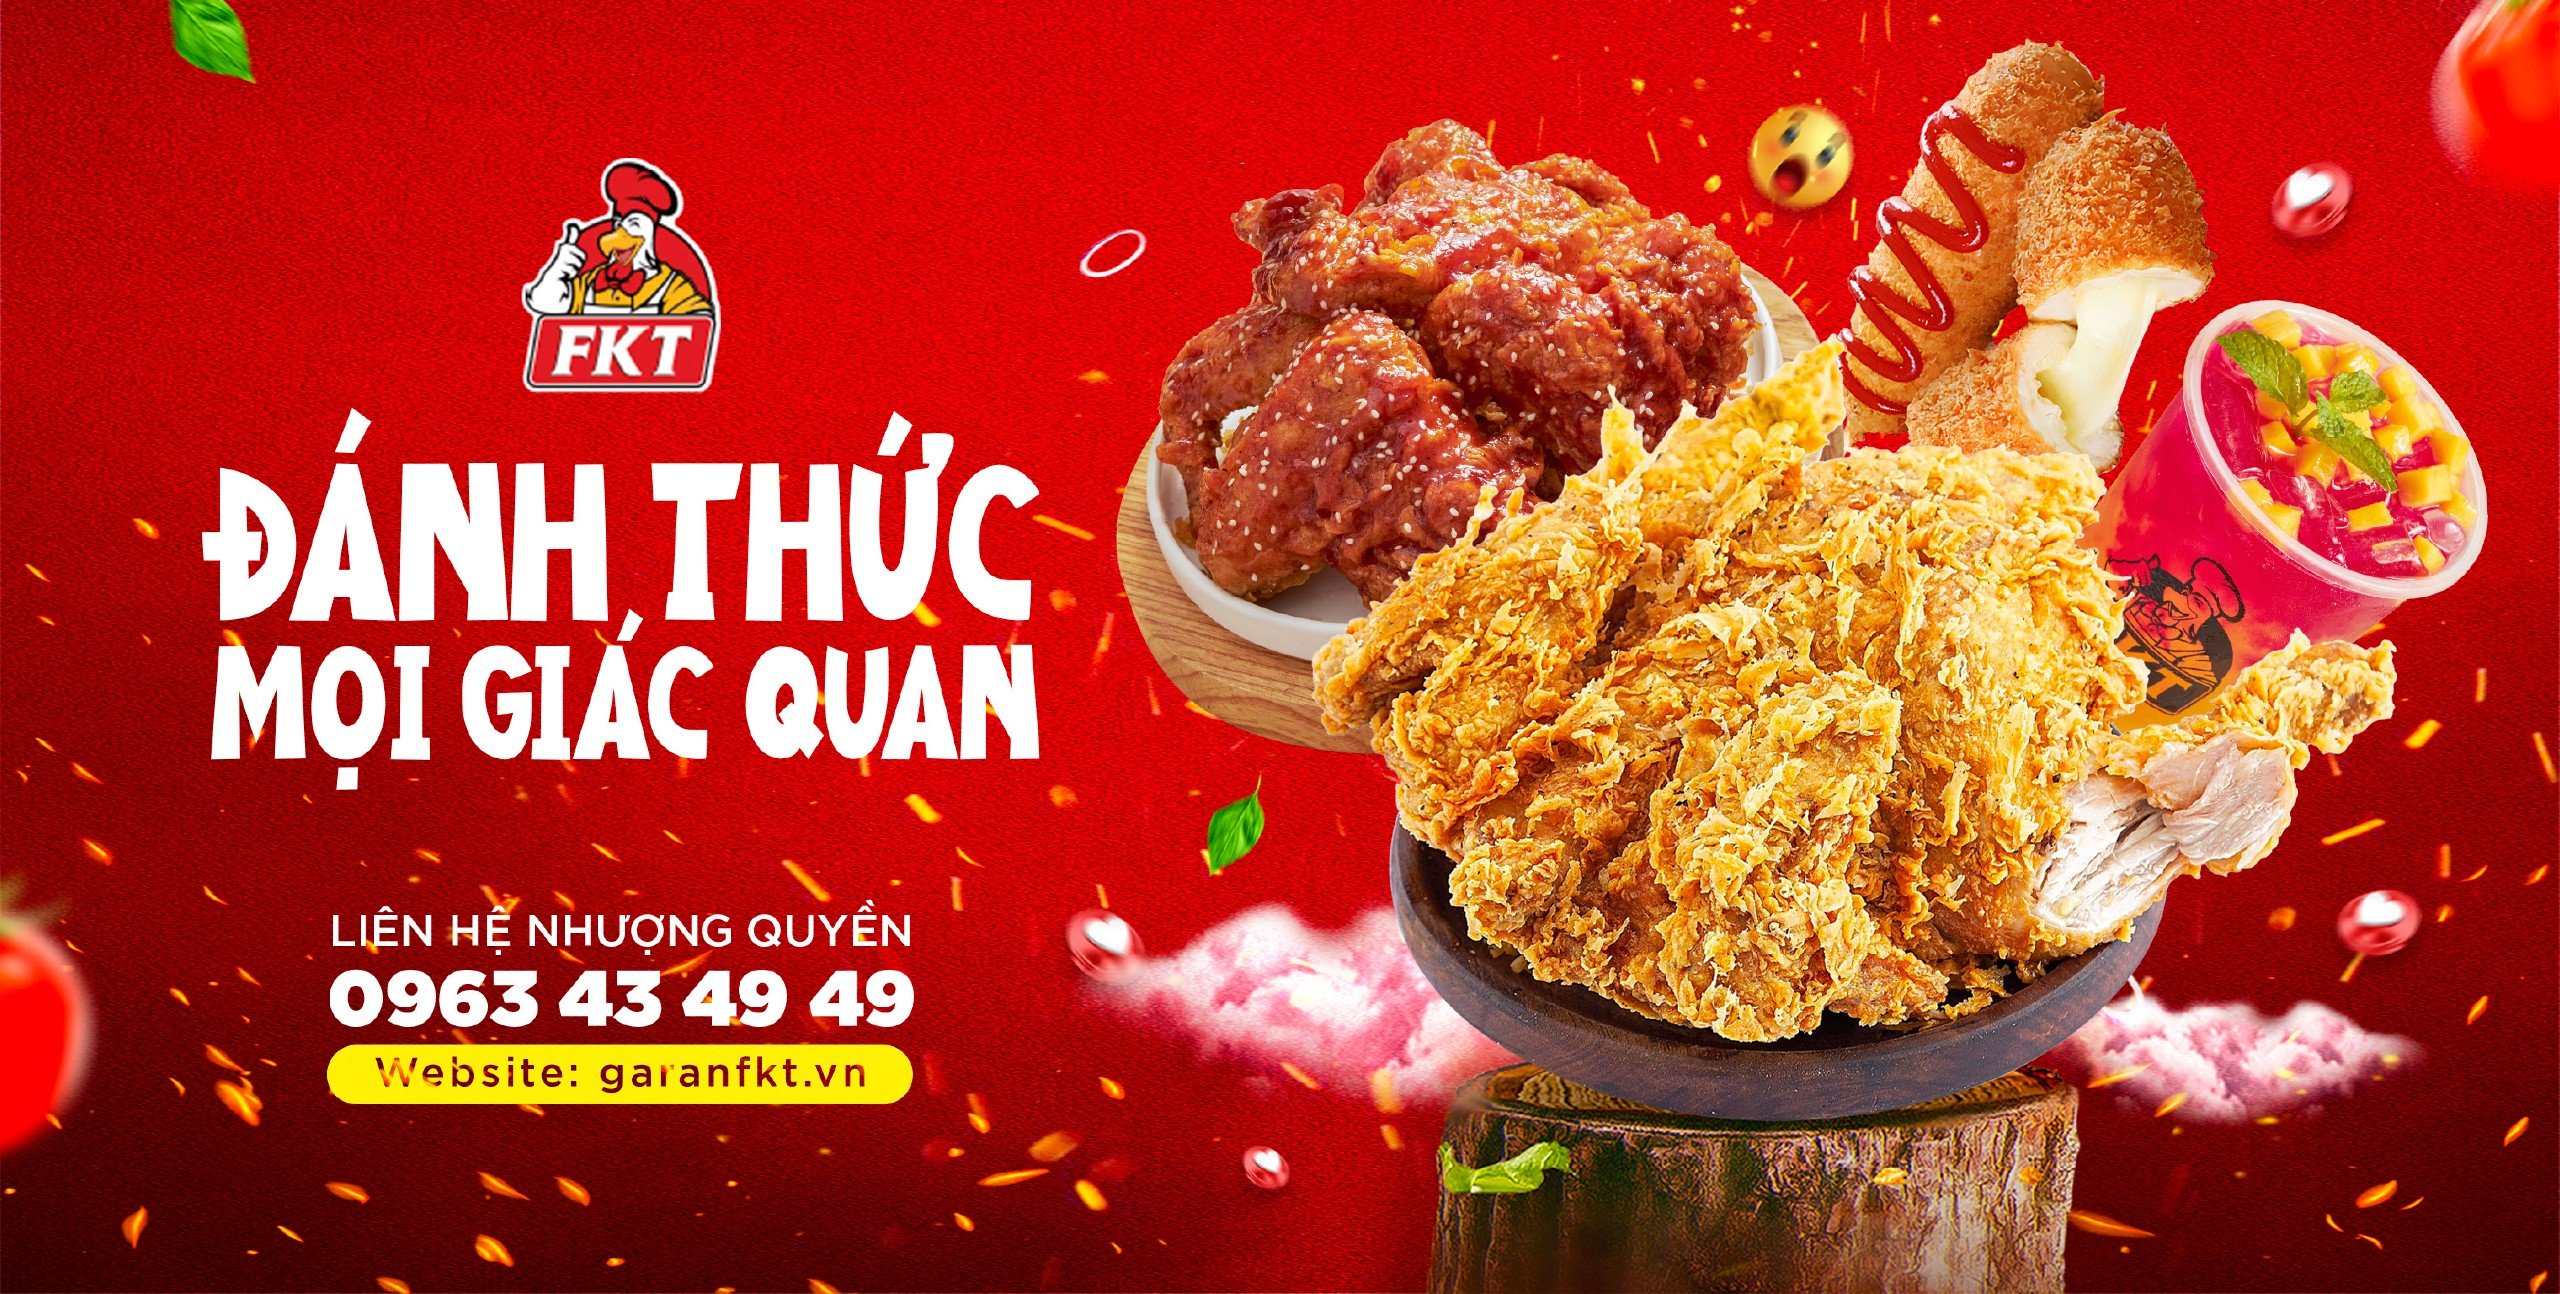 FKT
ĐÁNH THỨC
MỌI GIÁC QUAN
LIÊN HỆ NHƯỢNG QUYỀN
0963 43 49 49
Website: garanfkt.vn